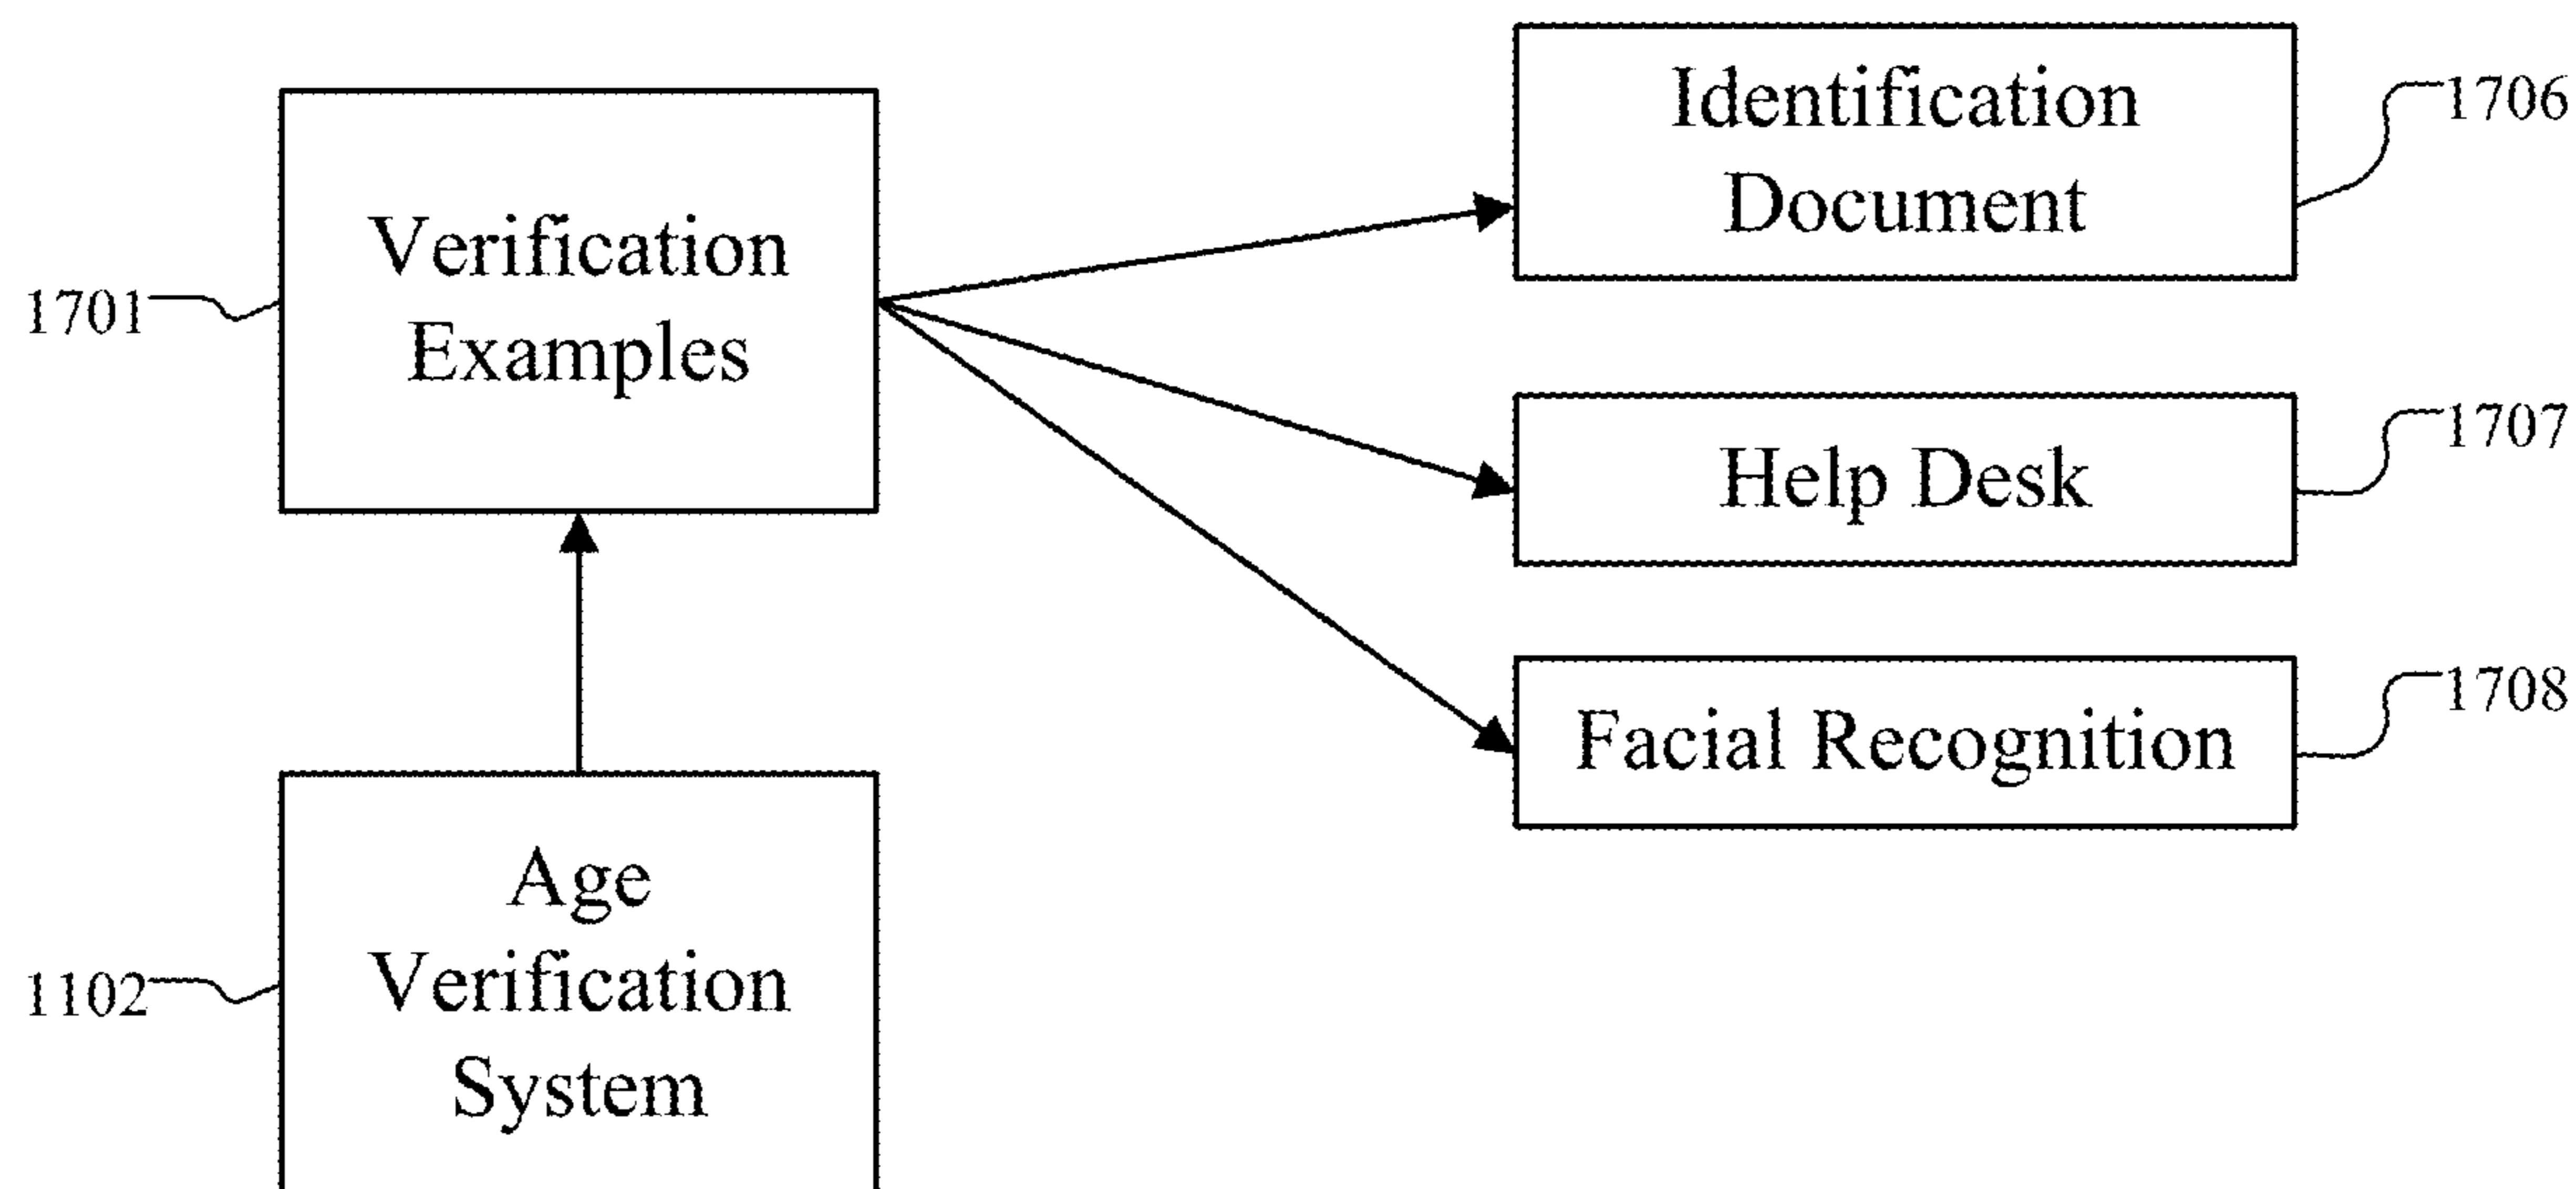 Verification
Examples
1701
Identification
Document
1706
Help Desk
1707
Facial Recognition
1708
Age
Verification
System
1102